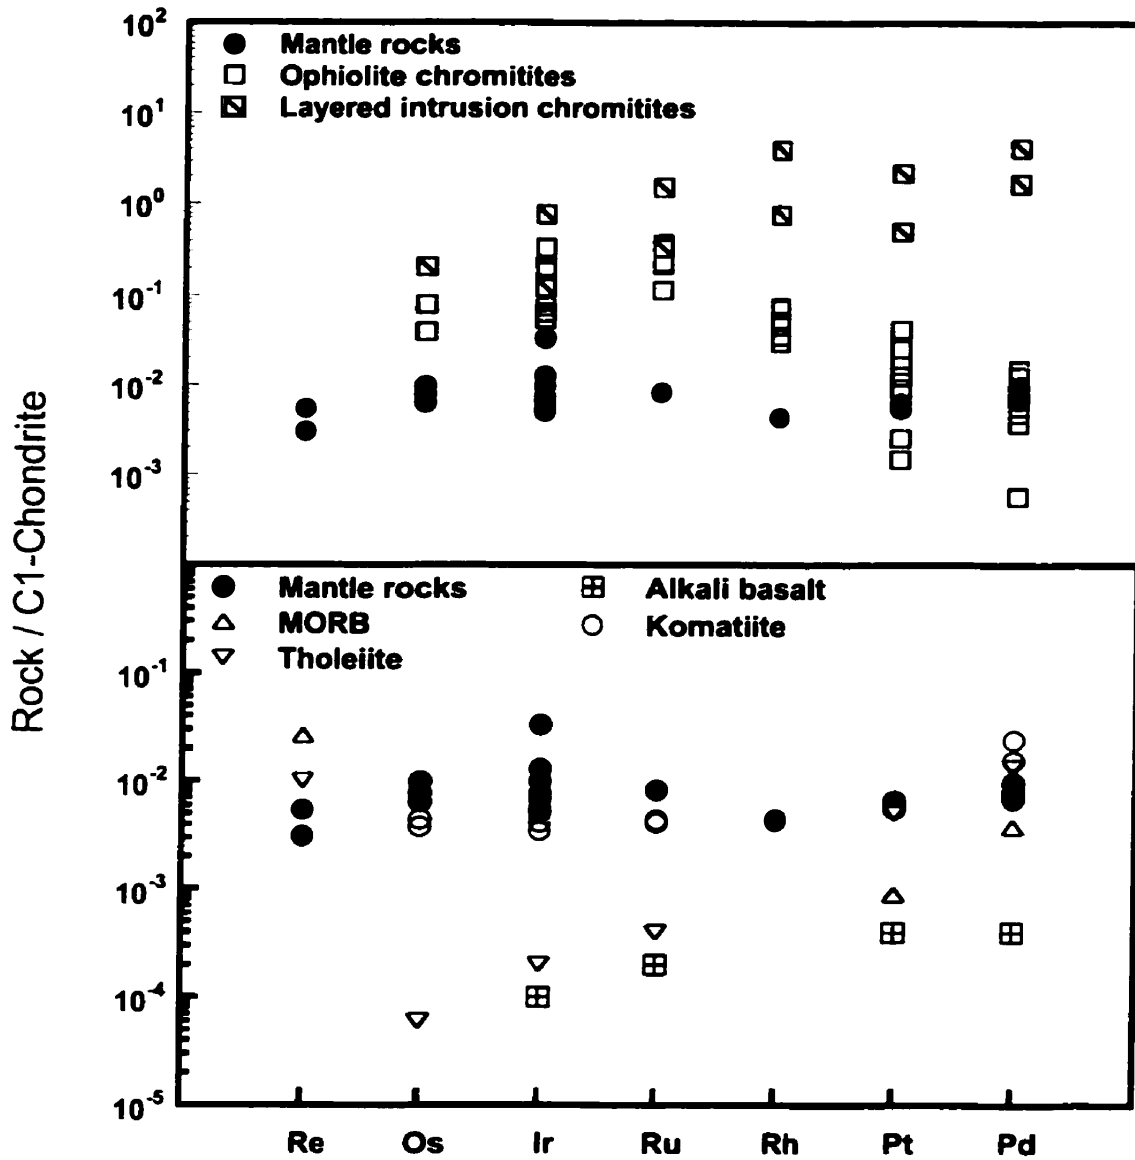 10²
Mantle rocks
Ophiolite chromitites
Layered intrusion chromitites
10¹
10⁰
10⁻¹
10⁻²
10⁻³
Rock / C1-Chondrite
Mantle rocks
MORB
Tholeiite
Alkali basalt
Komatiite
10⁻¹
10⁻²
10⁻³
10⁻⁴
10⁻⁵
Re Os Ir Ru Rh Pt Pd